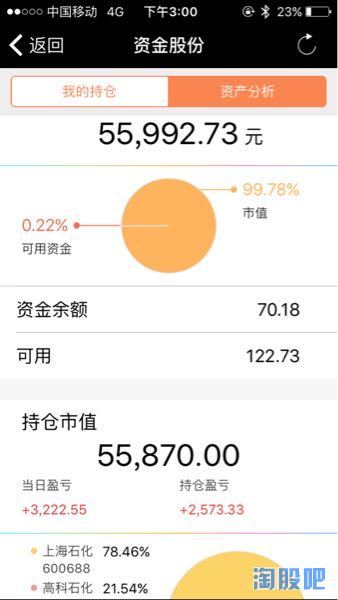 中国移动 4G 下午3:00 23%
返回 资金股份
我的持仓 资产分析
55,992.73 元
99.78%
市值
0.22%
可用资金
资金余额 70.18
可用 122.73
持仓市值
55,870.00
当日盈亏 持仓盈亏
+3,222.55 +2,573.33
上海石化 78.46%
600688
高科石化 21.54%
淘股吧